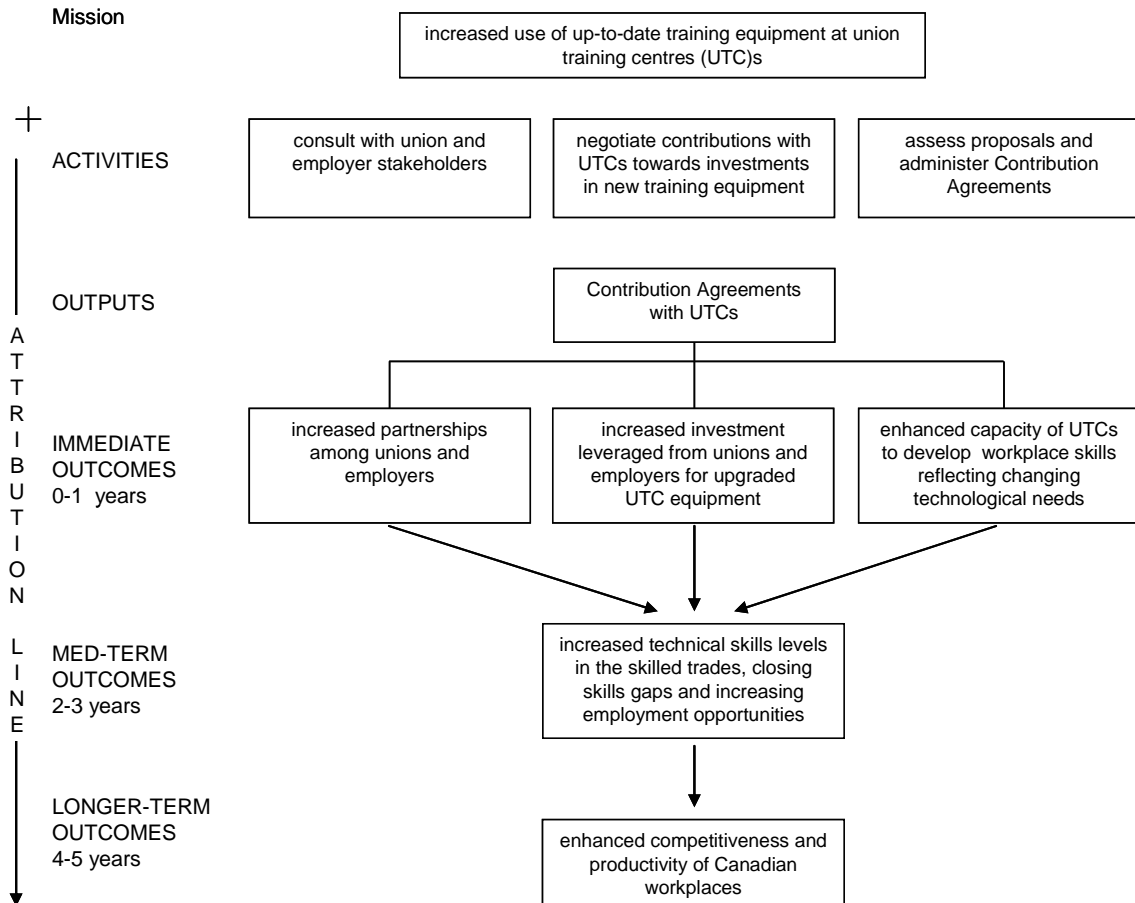 Mission
increased use of up-to-date training equipment at union
training centres (UTC)s
ACTIVITIES
consult with union and
employer stakeholders
negotiate contributions with
UTCs towards investments
in new training equipment
assess proposals and
administer Contribution
Agreements
OUTPUTS
Contribution Agreements
with UTCs
ATTRIBUTION LINE
IMMEDIATE
OUTCOMES
0-1 years
increased partnerships
among unions and
employers
increased investment
leveraged from unions and
employers for upgraded
UTC equipment
enhanced capacity of UTCs
to develop workplace skills
reflecting changing
technological needs
MED-TERM
OUTCOMES
2-3 years
increased technical skills levels
in the skilled trades, closing
skills gaps and increasing
employment opportunities
LONGER-TERM
OUTCOMES
4-5 years
enhanced competitiveness and
productivity of Canadian
workplaces